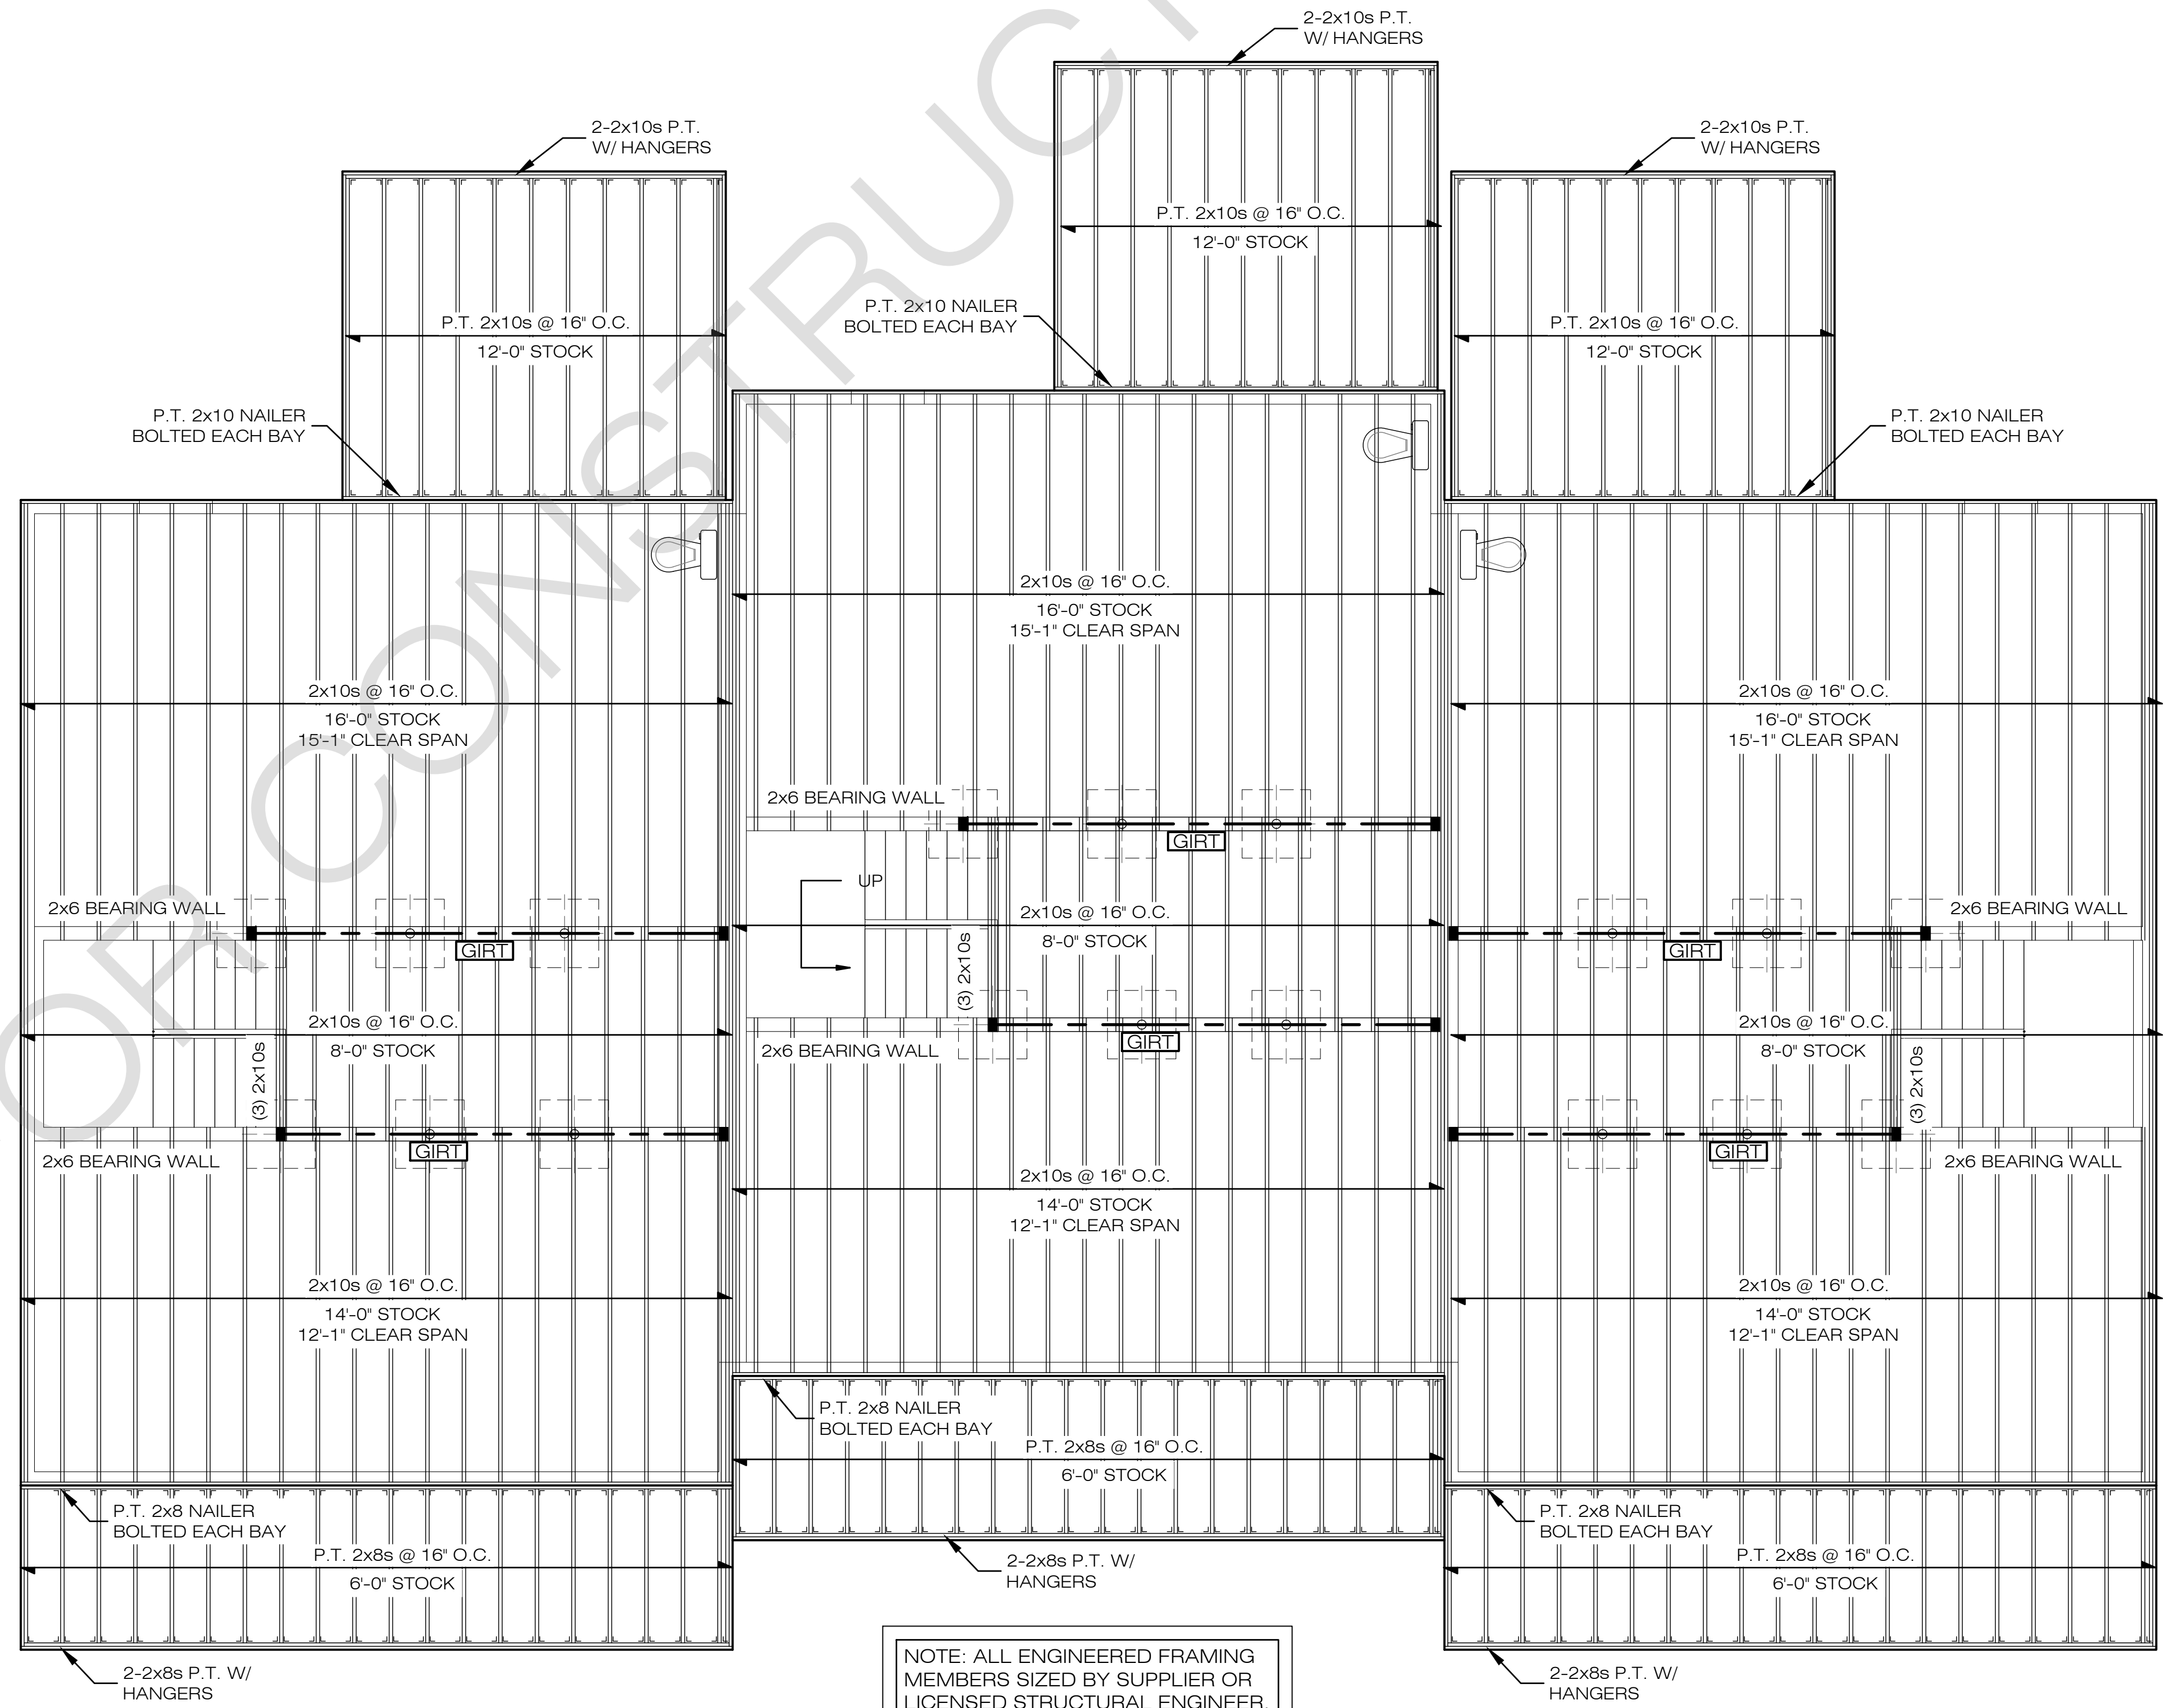 2-2x10s P.T.
W/ HANGERS
2-2x10s P.T.
W/ HANGERS
2-2x10s P.T.
W/ HANGERS
P.T. 2x10s @ 16" O.C.
12'-0" STOCK
P.T. 2x10 NAILER
BOLTED EACH BAY
P.T. 2x10s @ 16" O.C.
12'-0" STOCK
P.T. 2x10s @ 16" O.C.
12'-0" STOCK
P.T. 2x10 NAILER
BOLTED EACH BAY
P.T. 2x10 NAILER
BOLTED EACH BAY
2x10s @ 16" O.C.
16'-0" STOCK
15'-1" CLEAR SPAN
2x10s @ 16" O.C.
16'-0" STOCK
15'-1" CLEAR SPAN
2x10s @ 16" O.C.
16'-0" STOCK
15'-1" CLEAR SPAN
2x6 BEARING WALL
GIRT
UP
2x6 BEARING WALL
2x10s @ 16" O.C.
8'-0" STOCK
2x6 BEARING WALL
GIRT
GIRT
(3) 2x10s
2x10s @ 16" O.C.
8'-0" STOCK
2x10s @ 16" O.C.
8'-0" STOCK
2x6 BEARING WALL
GIRT
(3) 2x10s
(3) 2x10s
2x6 BEARING WALL
GIRT
GIRT
2x6 BEARING WALL
2x10s @ 16" O.C.
14'-0" STOCK
12'-1" CLEAR SPAN
2x10s @ 16" O.C.
14'-0" STOCK
12'-1" CLEAR SPAN
2x10s @ 16" O.C.
14'-0" STOCK
12'-1" CLEAR SPAN
P.T. 2x8 NAILER
BOLTED EACH BAY
P.T. 2x8s @ 16" O.C.
6'-0" STOCK
P.T. 2x8 NAILER
BOLTED EACH BAY
P.T. 2x8 NAILER
BOLTED EACH BAY
P.T. 2x8s @ 16" O.C.
6'-0" STOCK
2-2x8s P.T. W/
HANGERS
P.T. 2x8s @ 16" O.C.
6'-0" STOCK
2-2x8s P.T. W/
HANGERS
2-2x8s P.T. W/
HANGERS
NOTE: ALL ENGINEERED FRAMING
MEMBERS SIZED BY SUPPLIER OR
LICENSED STRUCTURAL ENGINEER.
OR CONSTRUCT